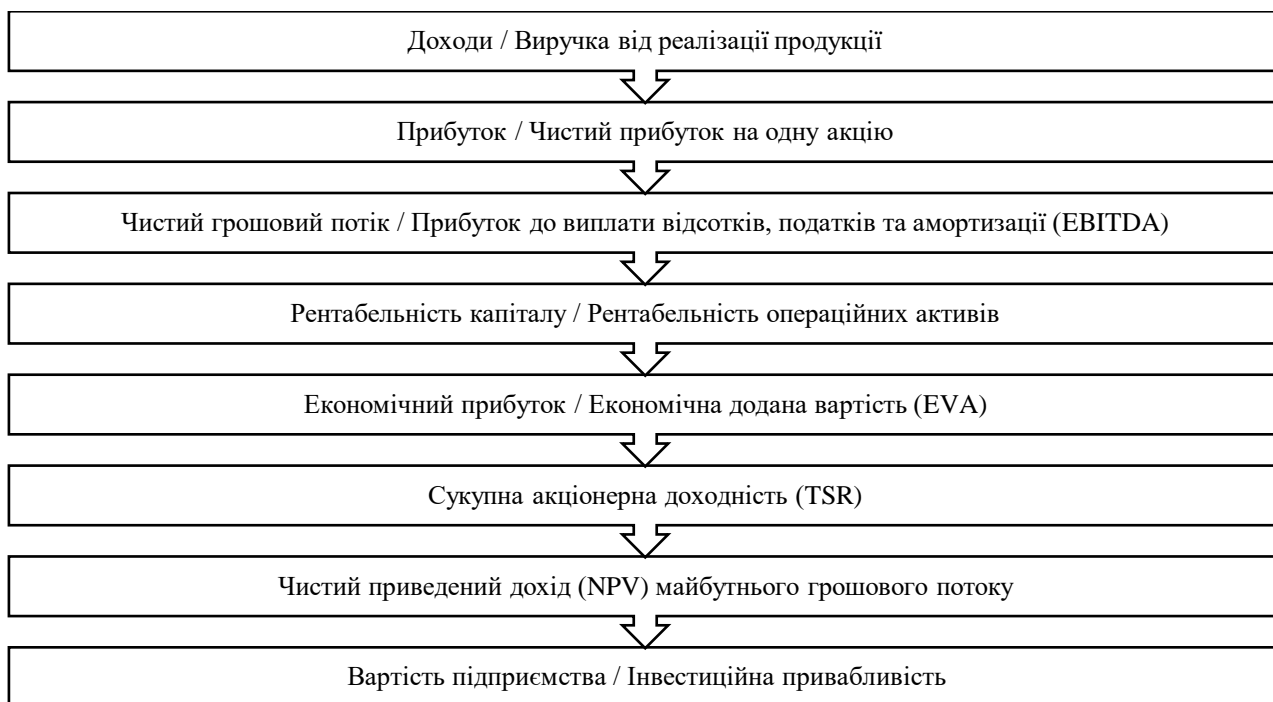 Доходи / Виручка від реалізації продукції
Прибуток / Чистий прибуток на одну акцію
Чистий грошовий потік / Прибуток до виплати відсотків, податків та амортизації (EBITDA)
Рентабельність капіталу / Рентабельність операційних активів
Економічний прибуток / Економічна додана вартість (EVA)
Сукупна акціонерна доходність (TSR)
Чистий приведений дохід (NPV) майбутнього грошового потоку
Вартість підприємства / Інвестиційна привабливість